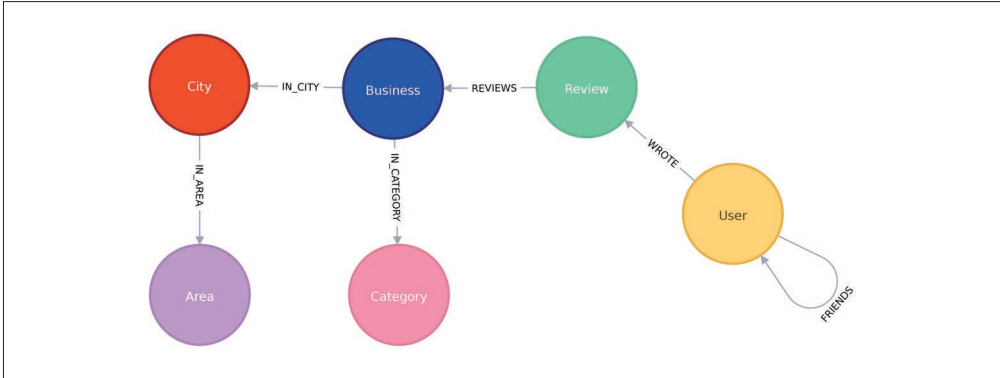 City
IN_CITY
Business
REVIEWS
Review
IN_AREA
IN_CATEGORY
WROTE
User
Area
Category
FRIENDS